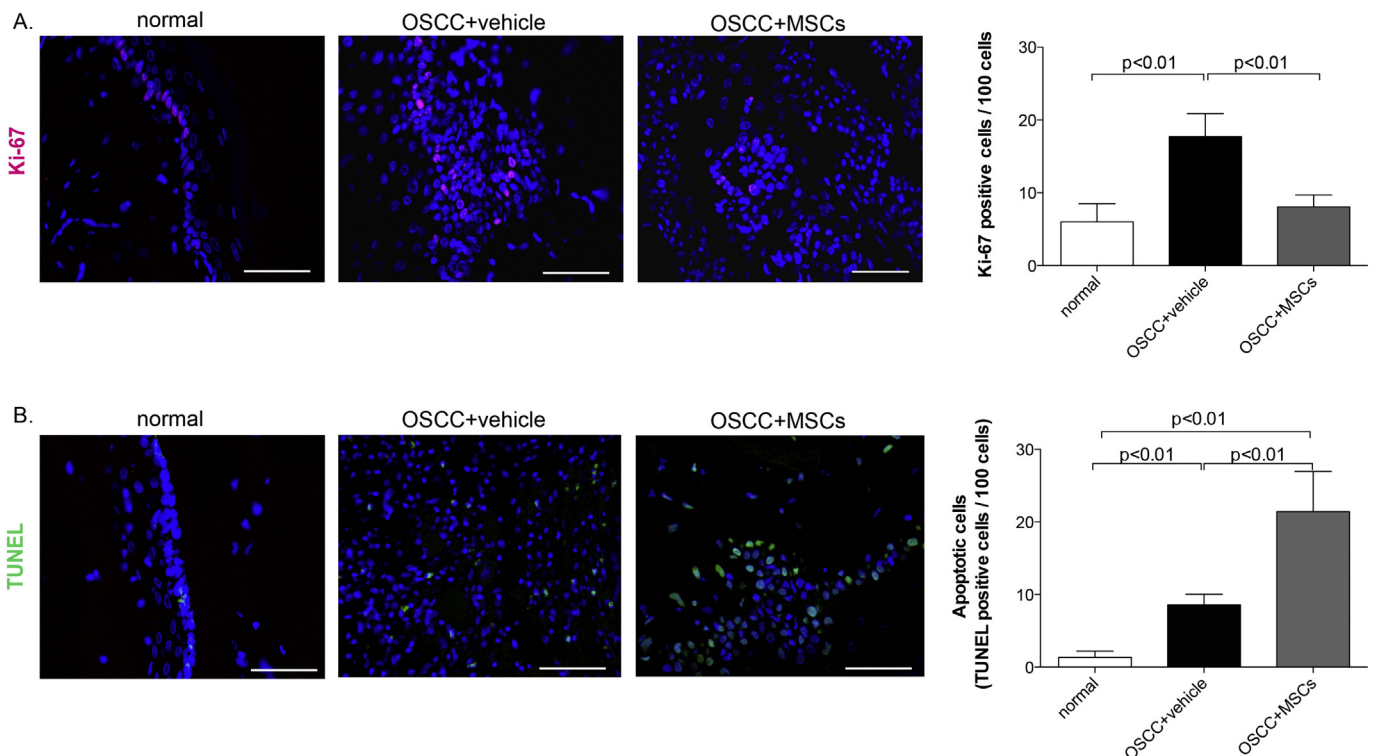 A.
normal
OSCC+vehicle
OSCC+MSCs
Ki-67
Ki-67 positive cells / 100 cells
30
20
10
0
p<0.01
p<0.01
normal
OSCC+vehicle
OSCC+MSCs
B.
normal
OSCC+vehicle
OSCC+MSCs
TUNEL
Apoptotic cells
(TUNEL positive cells / 100 cells)
30
20
10
0
p<0.01
p<0.01
p<0.01
normal
OSCC+vehicle
OSCC+MSCs